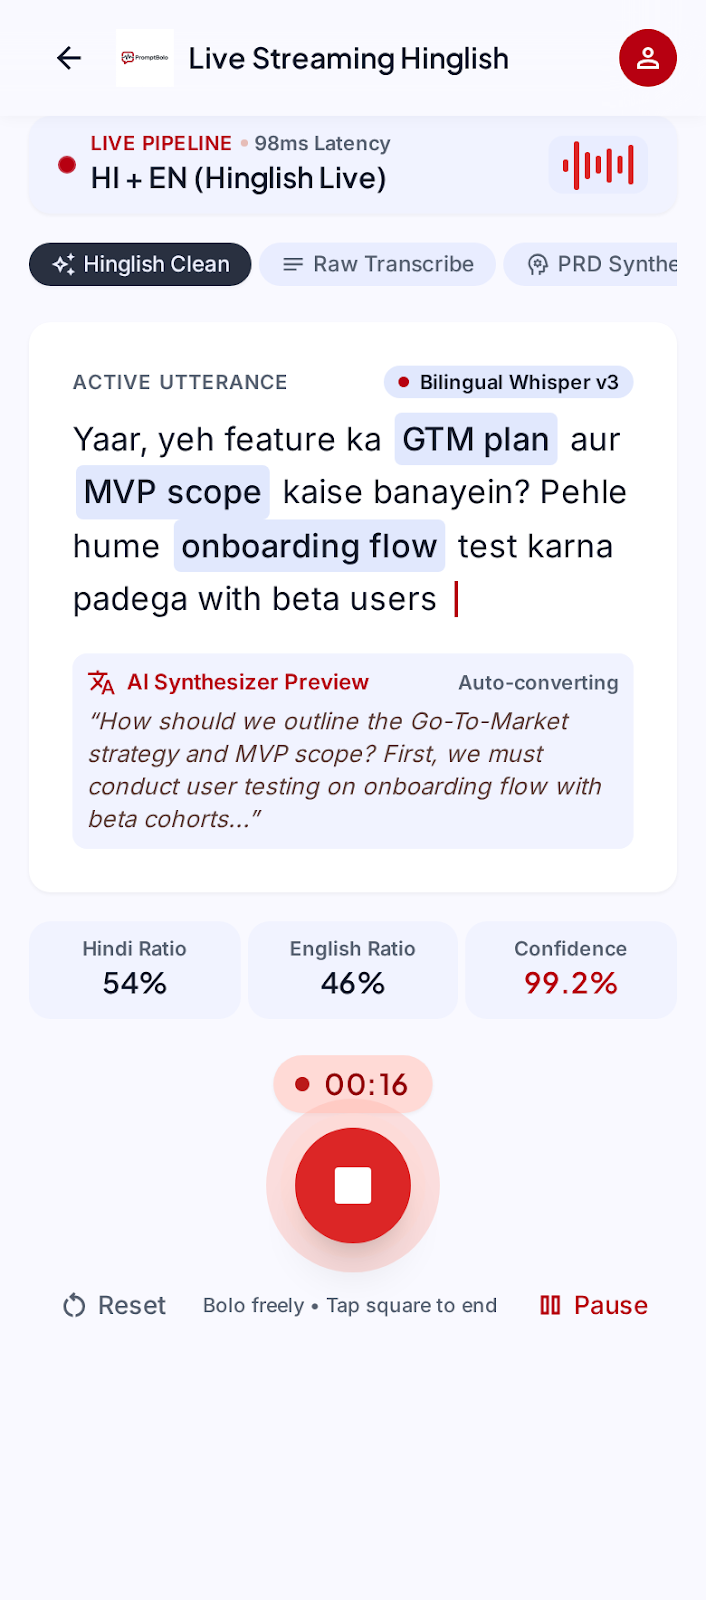 PromptBolo
Live Streaming Hinglish
LIVE PIPELINE • 98ms Latency
HI + EN (Hinglish Live)
Hinglish Clean
Raw Transcribe
PRD Synthe
ACTIVE UTTERANCE
Bilingual Whisper v3
Yaar, yeh feature ka GTM plan aur
MVP scope kaise banayein? Pehle
hume onboarding flow test karna
padega with beta users
AI Synthesizer Preview
Auto-converting
“How should we outline the Go-To-Market
strategy and MVP scope? First, we must
conduct user testing on onboarding flow with
beta cohorts...”
Hindi Ratio
54%
English Ratio
46%
Confidence
99.2%
00:16
Reset
Bolo freely • Tap square to end
Pause